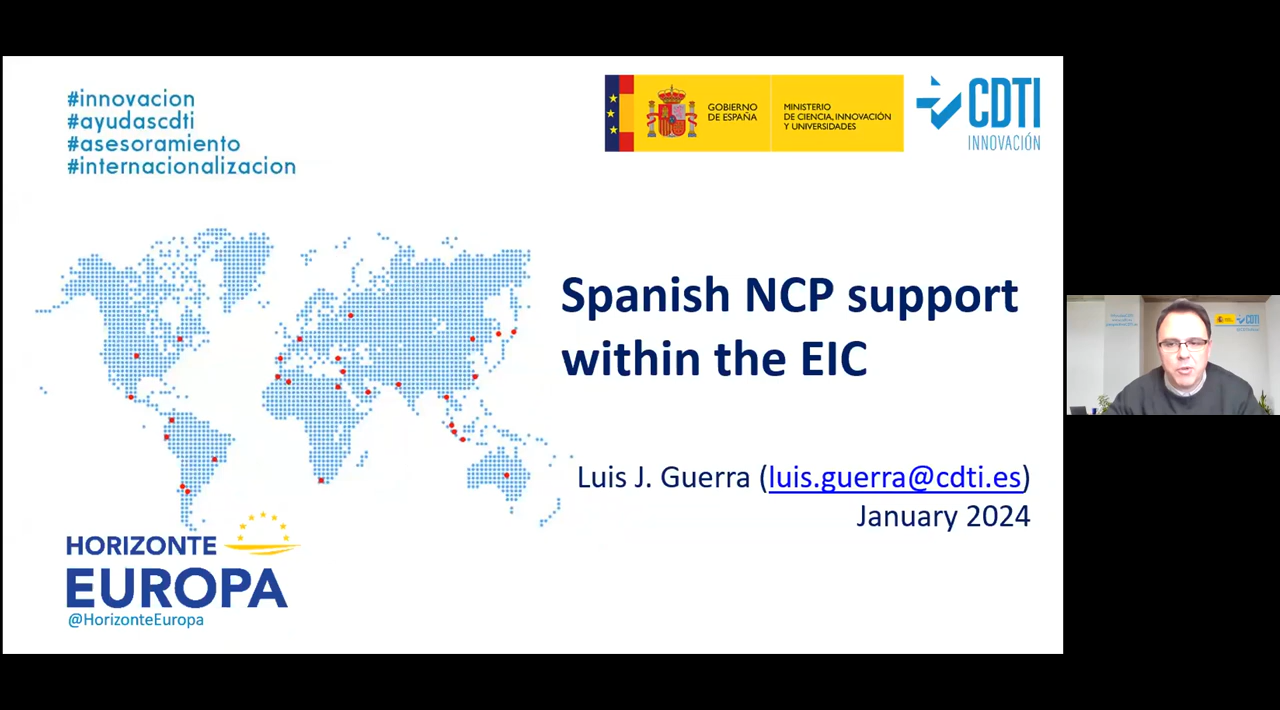 #innovacion
#ayudascdti
#asesoramiento
#internacionalizacion
GOBIERNO
DE ESPAÑA
MINISTERIO
DE CIENCIA, INNOVACIÓN
Y UNIVERSIDADES
CDTI
INNOVACIÓN
Spanish NCP support
within the EIC
Luis J. Guerra (luis.guerra@cdti.es)
January 2024
HORIZONTE
EUROPA
@HorizonteEuropa
CDTI